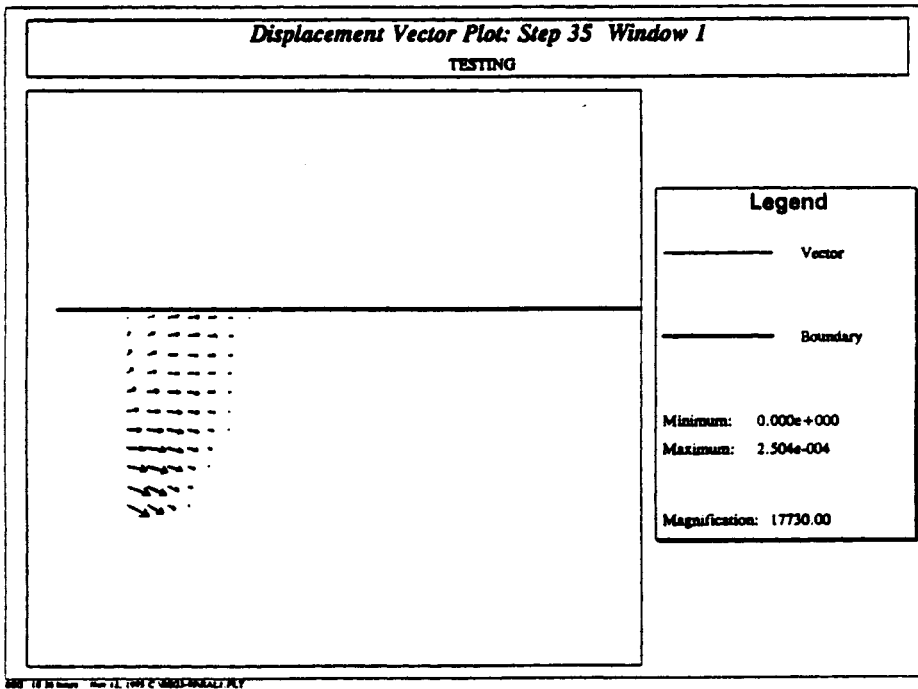 Displacement Vector Plot: Step 35 Window 1
TESTING
Legend
Vector
Boundary
Minimum: 0.000e+000
Maximum: 2.504e-004
Magnification: 17730.00